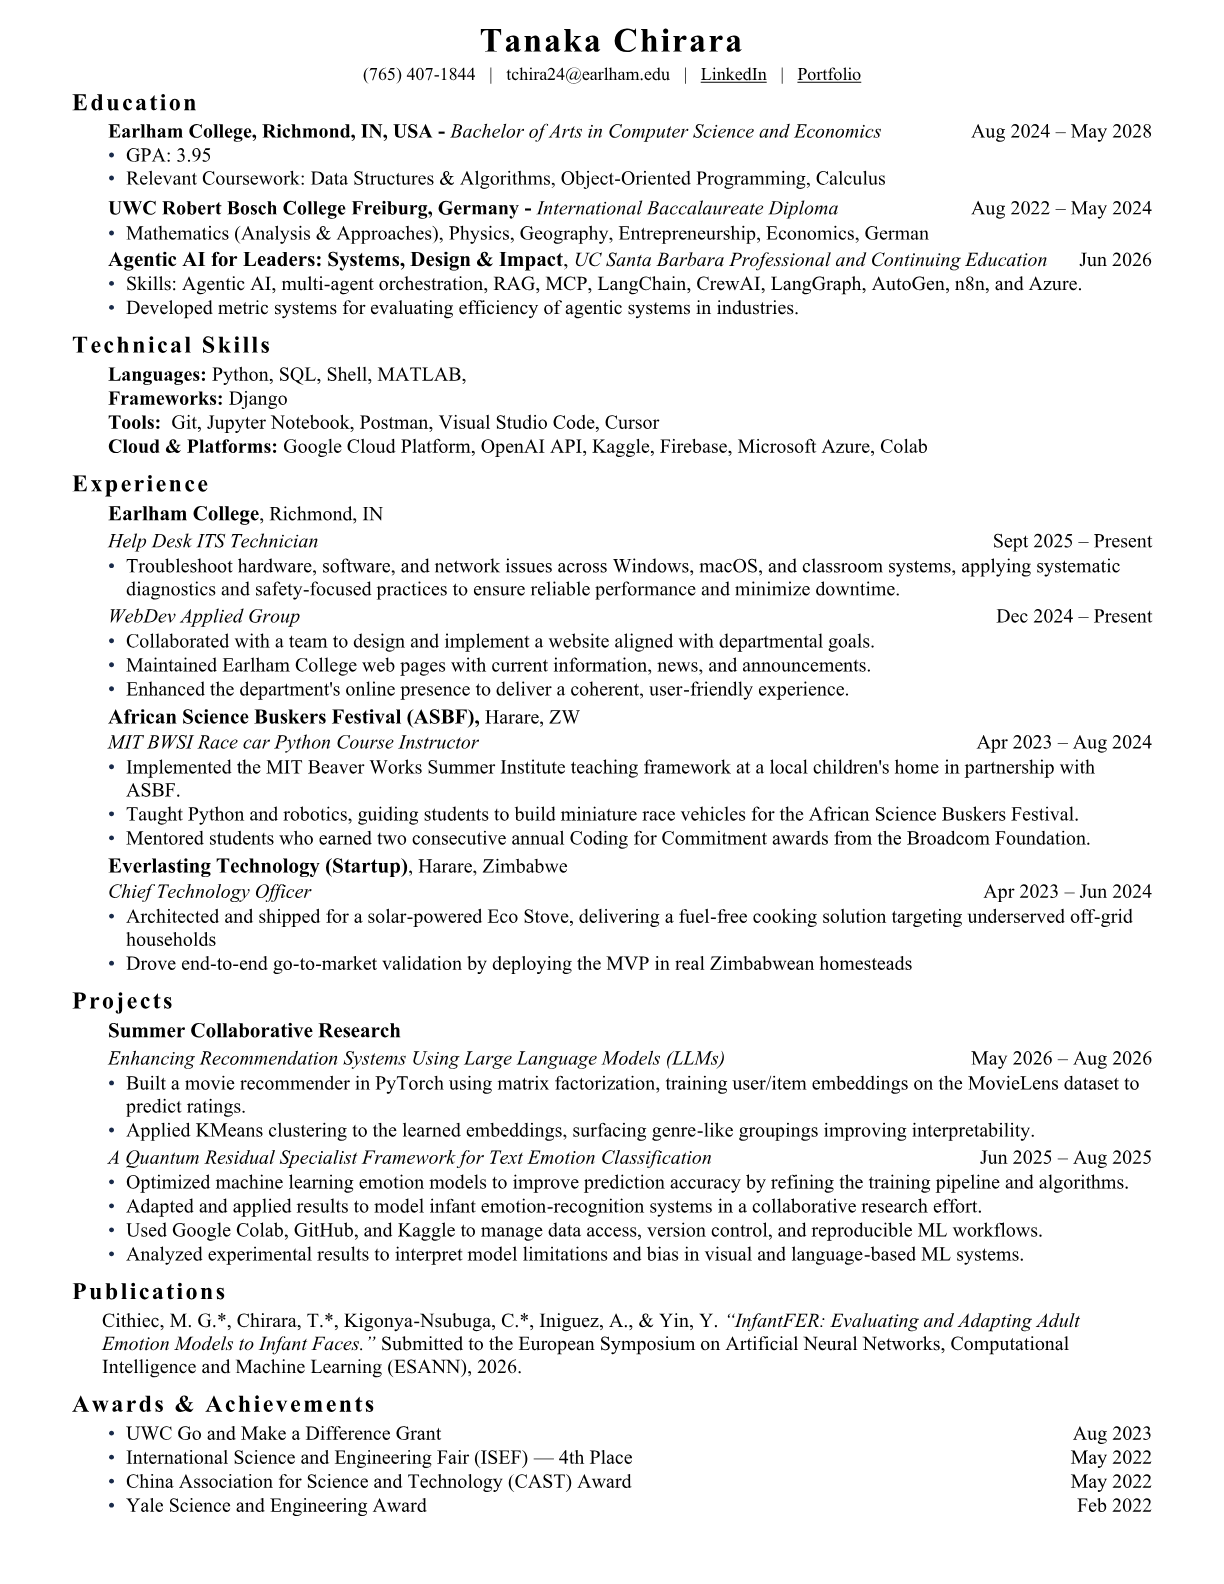 Tanaka Chirara
(765) 407-1844 | tchira24@earlham.edu | LinkedIn | Portfolio
Education
Earlham College, Richmond, IN, USA - Bachelor of Arts in Computer Science and Economics Aug 2024 – May 2028
• GPA: 3.95
• Relevant Coursework: Data Structures & Algorithms, Object-Oriented Programming, Calculus
UWC Robert Bosch College Freiburg, Germany - International Baccalaureate Diploma Aug 2022 – May 2024
• Mathematics (Analysis & Approaches), Physics, Geography, Entrepreneurship, Economics, German
Agentic AI for Leaders: Systems, Design & Impact, UC Santa Barbara Professional and Continuing Education Jun 2026
• Skills: Agentic AI, multi-agent orchestration, RAG, MCP, LangChain, CrewAI, LangGraph, AutoGen, n8n, and Azure.
• Developed metric systems for evaluating efficiency of agentic systems in industries.
Technical Skills
Languages: Python, SQL, Shell, MATLAB,
Frameworks: Django
Tools: Git, Jupyter Notebook, Postman, Visual Studio Code, Cursor
Cloud & Platforms: Google Cloud Platform, OpenAI API, Kaggle, Firebase, Microsoft Azure, Colab
Experience
Earlham College, Richmond, IN
Help Desk ITS Technician Sept 2025 – Present
• Troubleshoot hardware, software, and network issues across Windows, macOS, and classroom systems, applying systematic
diagnostics and safety-focused practices to ensure reliable performance and minimize downtime.
WebDev Applied Group Dec 2024 – Present
• Collaborated with a team to design and implement a website aligned with departmental goals.
• Maintained Earlham College web pages with current information, news, and announcements.
• Enhanced the department's online presence to deliver a coherent, user-friendly experience.
African Science Buskers Festival (ASBF), Harare, ZW
MIT BWSI Race car Python Course Instructor Apr 2023 – Aug 2024
• Implemented the MIT Beaver Works Summer Institute teaching framework at a local children's home in partnership with
ASBF.
• Taught Python and robotics, guiding students to build miniature race vehicles for the African Science Buskers Festival.
• Mentored students who earned two consecutive annual Coding for Commitment awards from the Broadcom Foundation.
Everlasting Technology (Startup), Harare, Zimbabwe
Chief Technology Officer Apr 2023 – Jun 2024
• Architected and shipped for a solar-powered Eco Stove, delivering a fuel-free cooking solution targeting underserved off-grid
households
• Drove end-to-end go-to-market validation by deploying the MVP in real Zimbabwean homesteads
Projects
Summer Collaborative Research
Enhancing Recommendation Systems Using Large Language Models (LLMs) May 2026 – Aug 2026
• Built a movie recommender in PyTorch using matrix factorization, training user/item embeddings on the MovieLens dataset to
predict ratings.
• Applied KMeans clustering to the learned embeddings, surfacing genre-like groupings improving interpretability.
A Quantum Residual Specialist Framework for Text Emotion Classification Jun 2025 – Aug 2025
• Optimized machine learning emotion models to improve prediction accuracy by refining the training pipeline and algorithms.
• Adapted and applied results to model infant emotion-recognition systems in a collaborative research effort.
• Used Google Colab, GitHub, and Kaggle to manage data access, version control, and reproducible ML workflows.
• Analyzed experimental results to interpret model limitations and bias in visual and language-based ML systems.
Publications
Cithiec, M. G.*, Chirara, T.*, Kigonya-Nsubuga, C.*, Iniguez, A., & Yin, Y. “InfantFER: Evaluating and Adapting Adult
Emotion Models to Infant Faces.” Submitted to the European Symposium on Artificial Neural Networks, Computational
Intelligence and Machine Learning (ESANN), 2026.
Awards & Achievements
• UWC Go and Make a Difference Grant Aug 2023
• International Science and Engineering Fair (ISEF) — 4th Place May 2022
• China Association for Science and Technology (CAST) Award May 2022
• Yale Science and Engineering Award Feb 2022